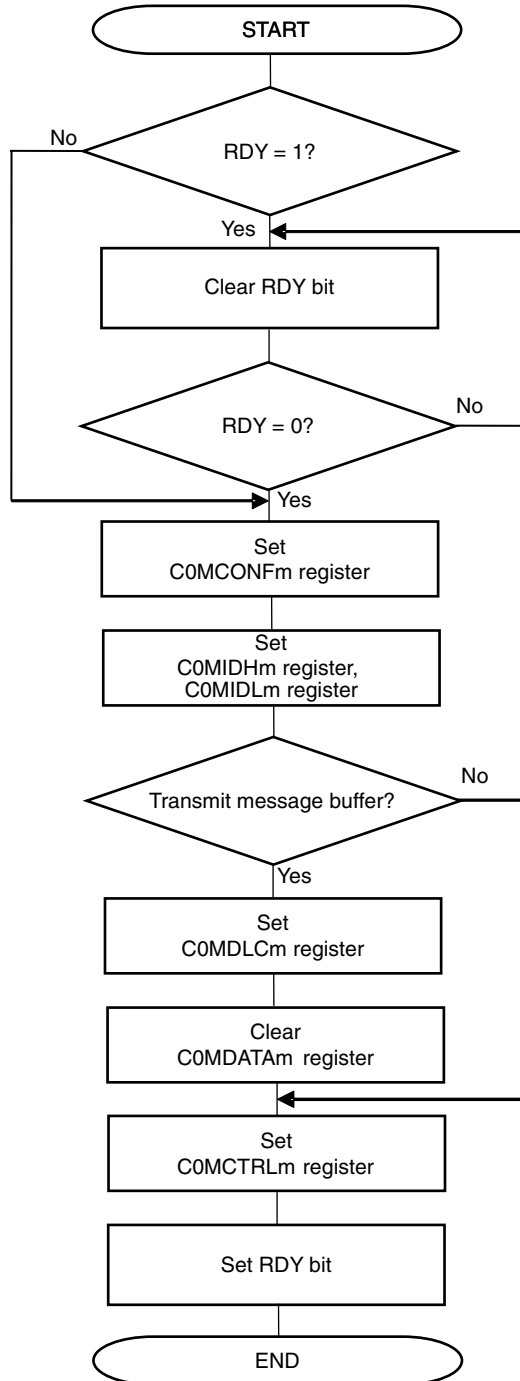 START
RDY = 1?
No
Yes
Clear RDY bit
RDY = 0?
No
Yes
Set
C0MCONFm register
Set
C0MIDHm register,
C0MIDLm register
Transmit message buffer?
No
Yes
Set
C0MDLCm register
Clear
C0MDATAm register
Set
C0MCTRLm register
Set RDY bit
END